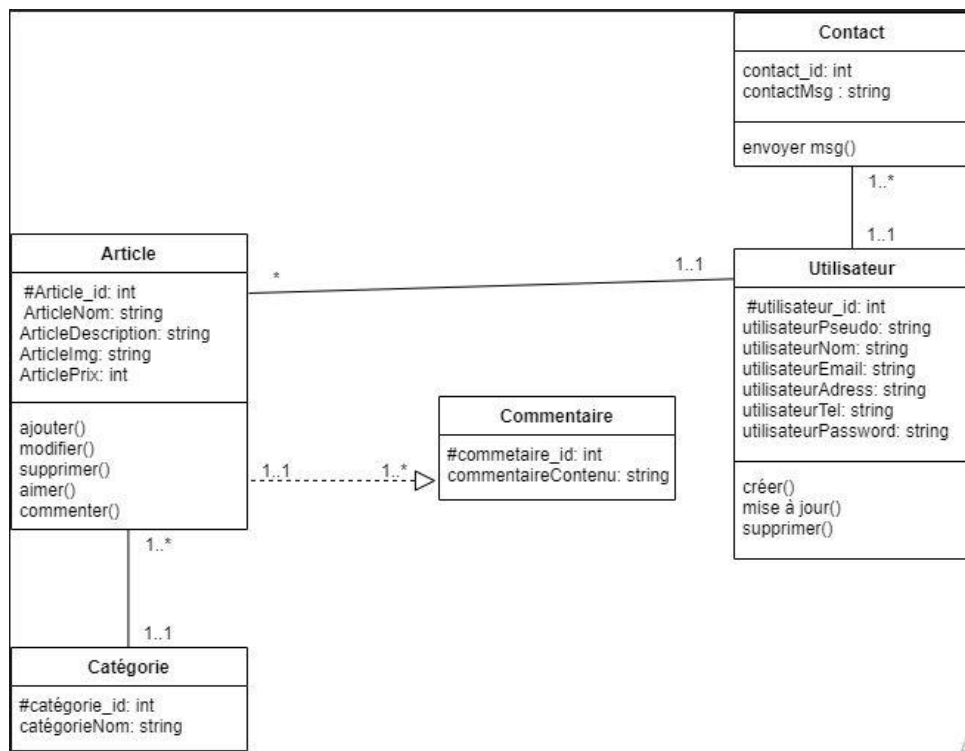 Contact
contact_id: int
contactMsg : string
envoyer msg()
1..*
1..1
Article
#Article_id: int
ArticleNom: string
ArticleDescription: string
ArticleImg: string
ArticlePrix: int
ajouter()
modifier()
supprimer()
aimer()
commenter()
*
1..1
Utilisateur
#utilisateur_id: int
utilisateurPseudo: string
utilisateurNom: string
utilisateurEmail: string
utilisateurAdress: string
utilisateurTel: string
utilisateurPassword: string
créer()
mise à jour()
supprimer()
Commentaire
#commetaire_id: int
commentaireContenu: string
1..1
1..*
1..*
1..1
Catégorie
#catégorie_id: int
catégorieNom: string